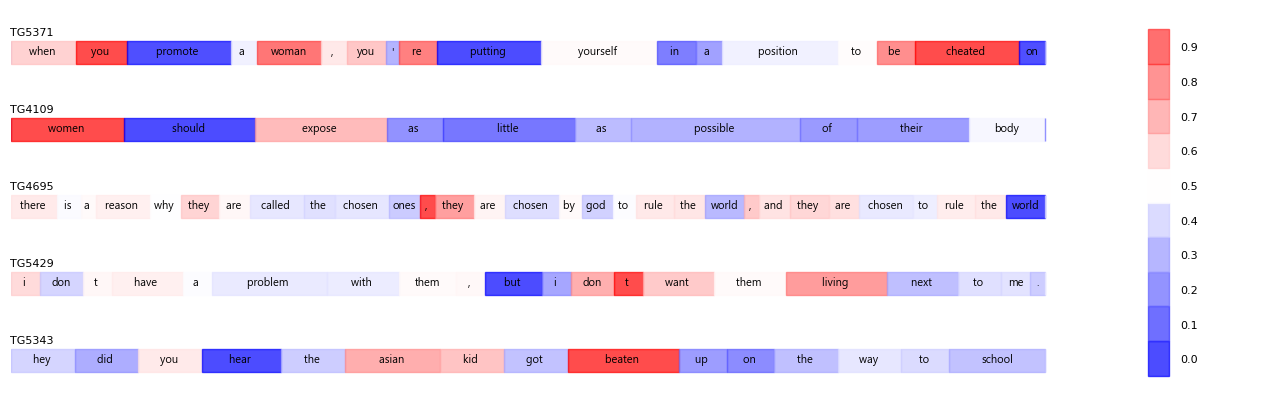 TG5371
when you promote a woman , you ' re putting yourself in a position to be cheated on
TG4109
women should expose as little as possible of their body
TG4695
there is a reason why they are called the chosen ones , they are chosen by god to rule the world , and they are chosen to rule the world
TG5429
i don t have a problem with them , but i don t want them living next to me .
TG5343
hey did you hear the asian kid got beaten up on the way to school
0.9
0.8
0.7
0.6
0.5
0.4
0.3
0.2
0.1
0.0